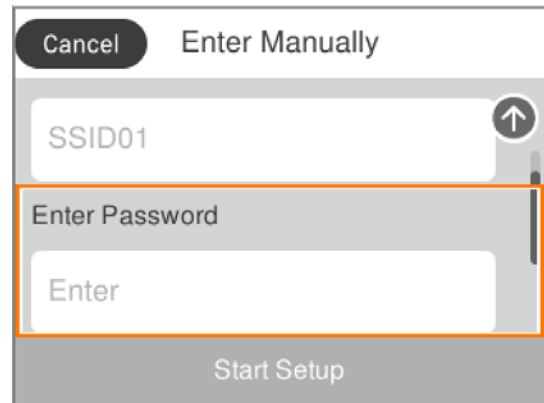 Cancel Enter Manually
SSID01
Enter Password
Enter
Start Setup